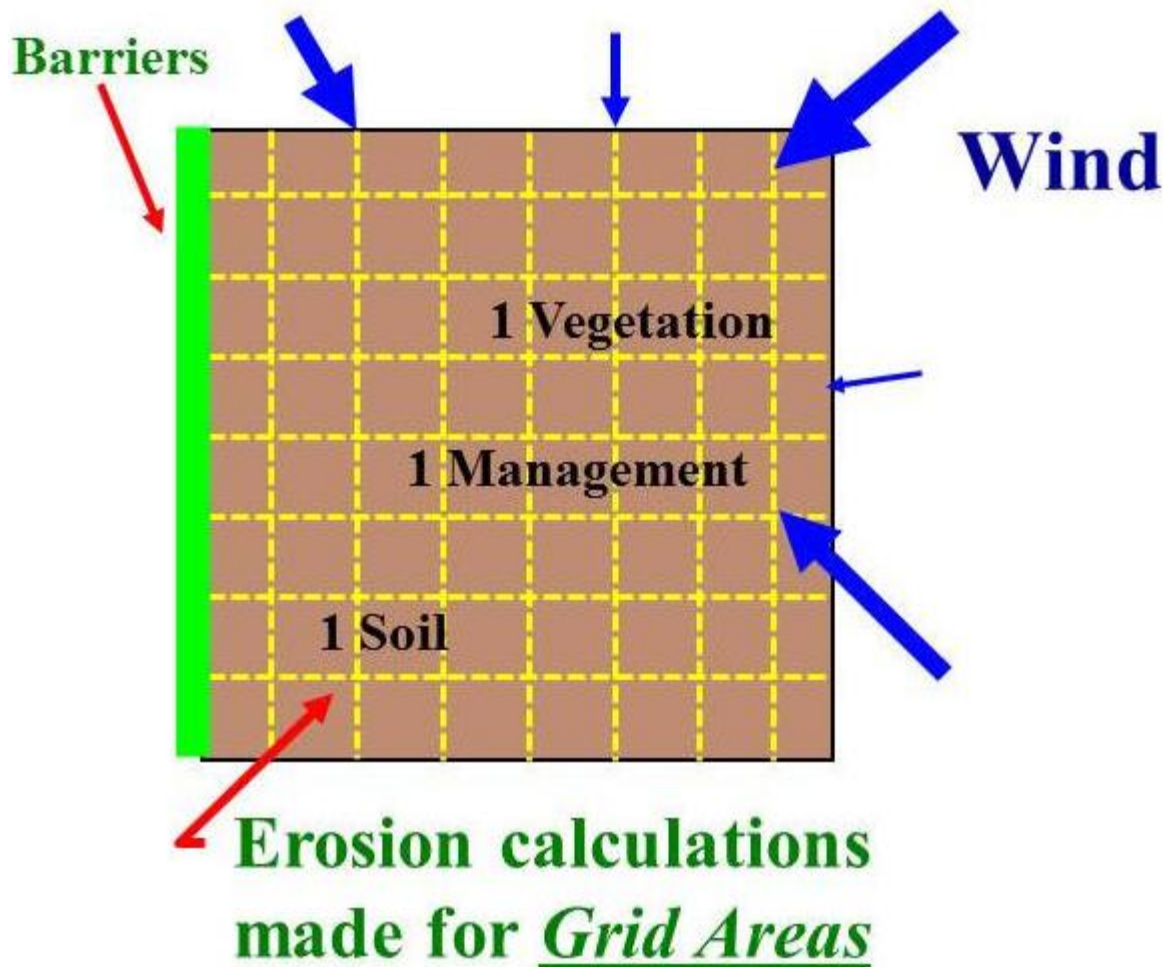 Barriers
Wind
1 Vegetation
1 Management
1 Soil
Erosion calculations
made for Grid Areas